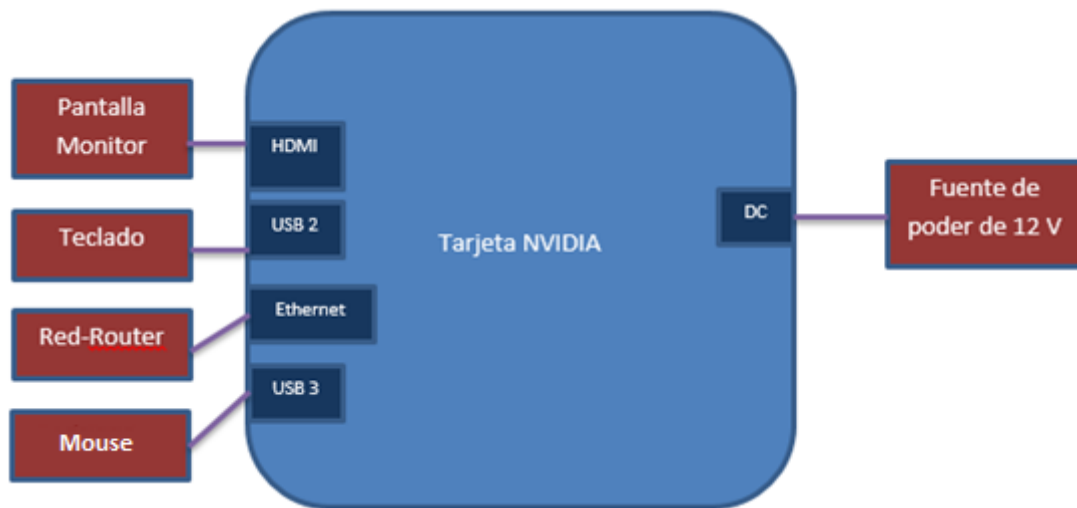 Pantalla
Monitor
HDMI
Teclado
USB 2
Tarjeta NVIDIA
DC
Fuente de
poder de 12 V
Red-Router
Ethernet
USB 3
Mouse